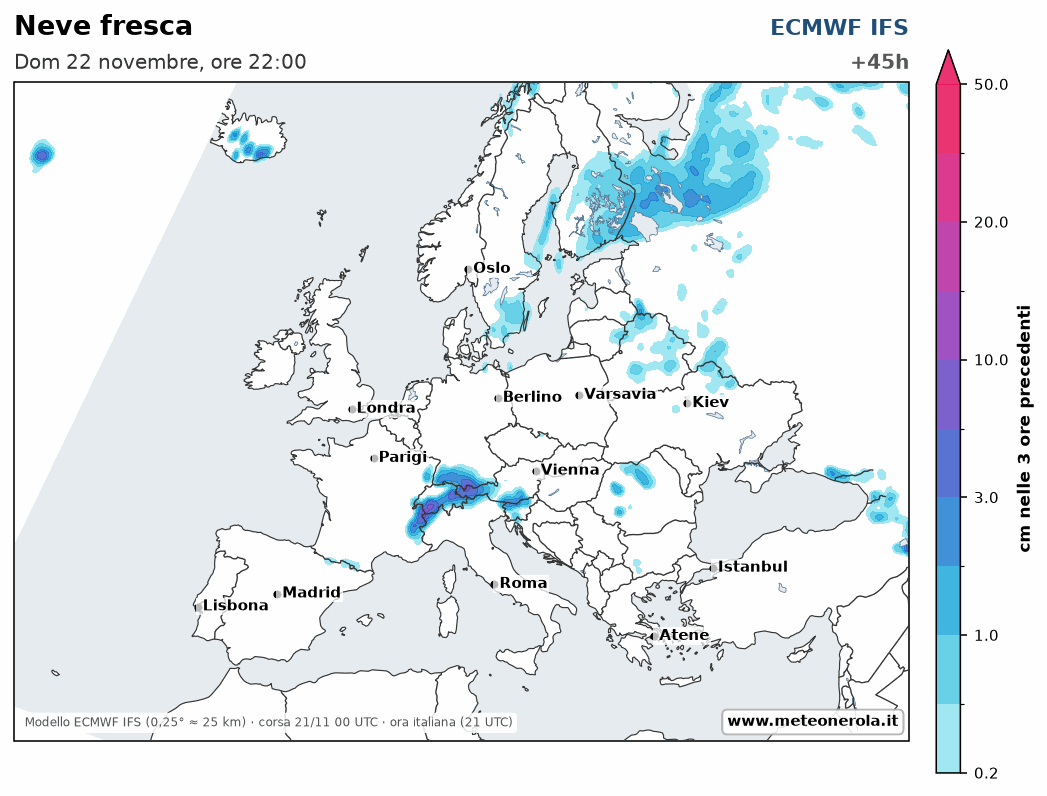 Neve fresca
ECMWF IFS
Dom 22 novembre, ore 22:00
+45h
50.0
20.0
10.0
3.0
1.0
0.2
cm nelle 3 ore precedenti
Oslo
Berlino
Varsavia
Kiev
Londra
Parigi
Vienna
Istanbul
Roma
Madrid
Lisbona
Atene
Modello ECMWF IFS (0,25° ≈ 25 km) · corsa 21/11 00 UTC · ora italiana (21 UTC)
www.meteonerola.it